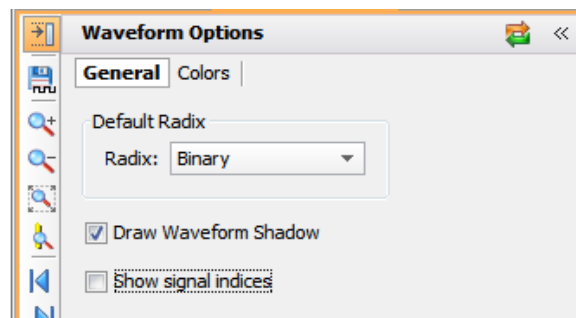 Waveform Options
General Colors
Default Radix
Radix: Binary
Draw Waveform Shadow
Show signal indices